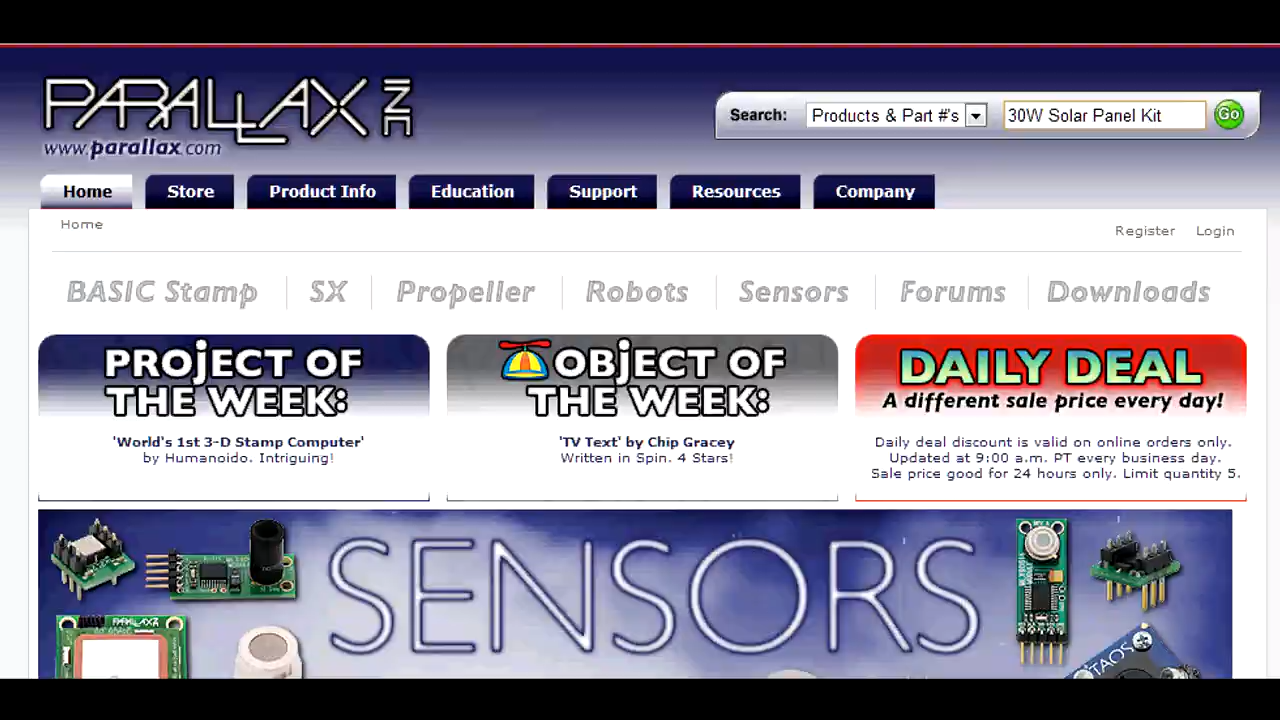 PARALLAX INC
www.parallax.com
Search: Products & Part #'s 30W Solar Panel Kit Go
Home Store Product Info Education Support Resources Company
Home
Register Login
BASIC Stamp SX Propeller Robots Sensors Forums Downloads
PROjECT OF
THE WEEK:
'World's 1st 3-D Stamp Computer'
by Humanoido. Intriguing!
OBjECT OF
THE WEEK:
'TV Text' by Chip Gracey
Written in Spin. 4 Stars!
DAILY DEAL
A different sale price every day!
Daily deal discount is valid on online orders only.
Updated at 9:00 a.m. PT every business day.
Sale price good for 24 hours only. Limit quantity 5.
SENSORS
PARALLAX
TAOS